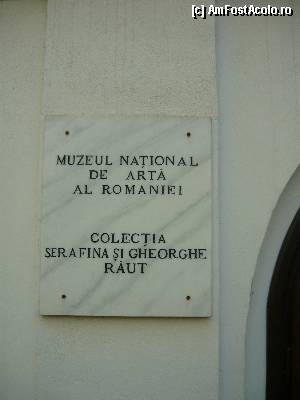 (c) AmFostAcolo.ro
MUZEUL NAȚIONAL
DE ARTĂ
AL ROMANIEI
COLECȚIA
SERAFINA ȘI GHEORGHE
RĂUT